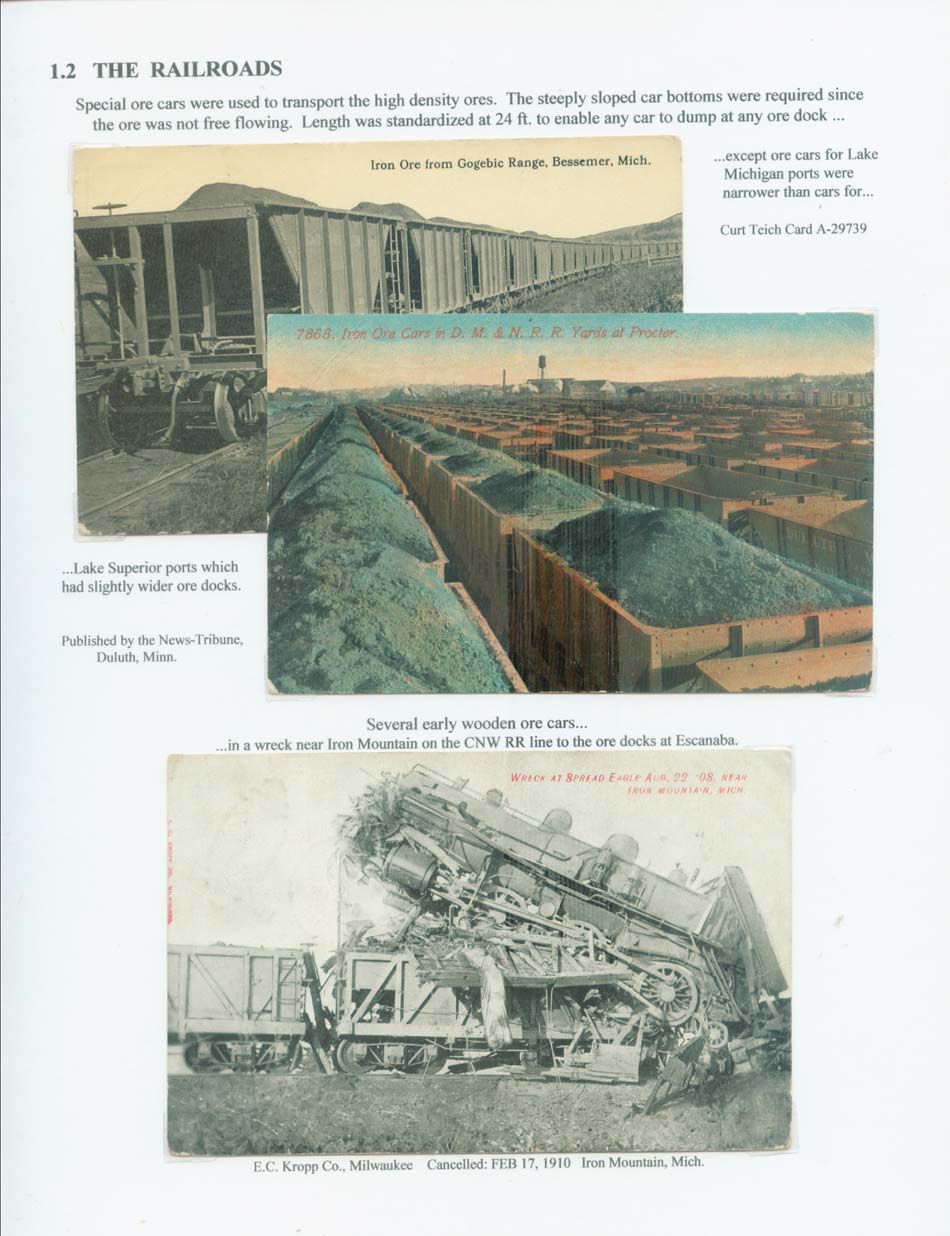 1.2 THE RAILROADS
Special ore cars were used to transport the high density ores. The steeply sloped car bottoms were required since
the ore was not free flowing. Length was standardized at 24 ft. to enable any car to dump at any ore dock ...
Iron Ore from Gogebic Range, Bessemer, Mich.
...except ore cars for Lake
Michigan ports were
narrower than cars for...
Curt Teich Card A-29739
7868. Iron Ore Cars in D. M. & N. R. R. Yards at Proctor.
...Lake Superior ports which
had slightly wider ore docks.
Published by the News-Tribune,
Duluth, Minn.
Several early wooden ore cars...
...in a wreck near Iron Mountain on the CNW RR line to the ore docks at Escanaba.
WRECK AT SPREAD EAGLE AUG. 22 '08, NEAR
IRON MOUNTAIN, MICH.
E.C. Kropp Co., Milwaukee Cancelled: FEB 17, 1910 Iron Mountain, Mich.